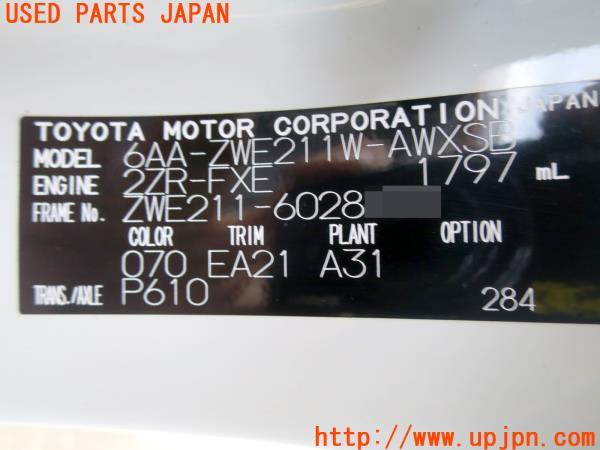 USED PARTS JAPAN
TOYOTA MOTOR CORPORATION JAPAN
MODEL 6AA-ZWE211W-AWXSB
ENGINE 2ZR-FXE 1797 mL
FRAME No. ZWE211-6028
COLOR TRIM PLANT OPTION
070 EA21 A31
TRANS./AXLE P610 284
http://www.upjpn.com